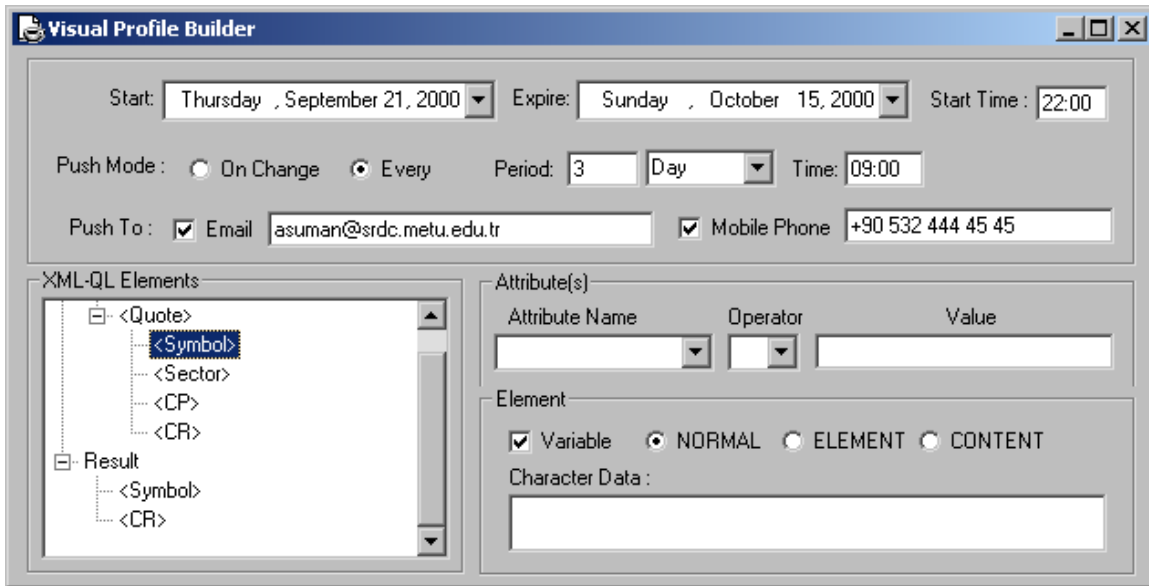 Visual Profile Builder
Start: Thursday , September 21, 2000 Expire: Sunday , October 15, 2000 Start Time : 22:00
Push Mode : On Change Every Period: 3 Day Time: 09:00
Push To : Email asuman@srdc.metu.edu.tr Mobile Phone +90 532 444 45 45
XML-QL Elements
<Quote>
<Symbol>
<Sector>
<CP>
<CR>
Result
<Symbol>
<CR>
Attribute(s)
Attribute Name Operator Value
Element
Variable NORMAL ELEMENT CONTENT
Character Data :